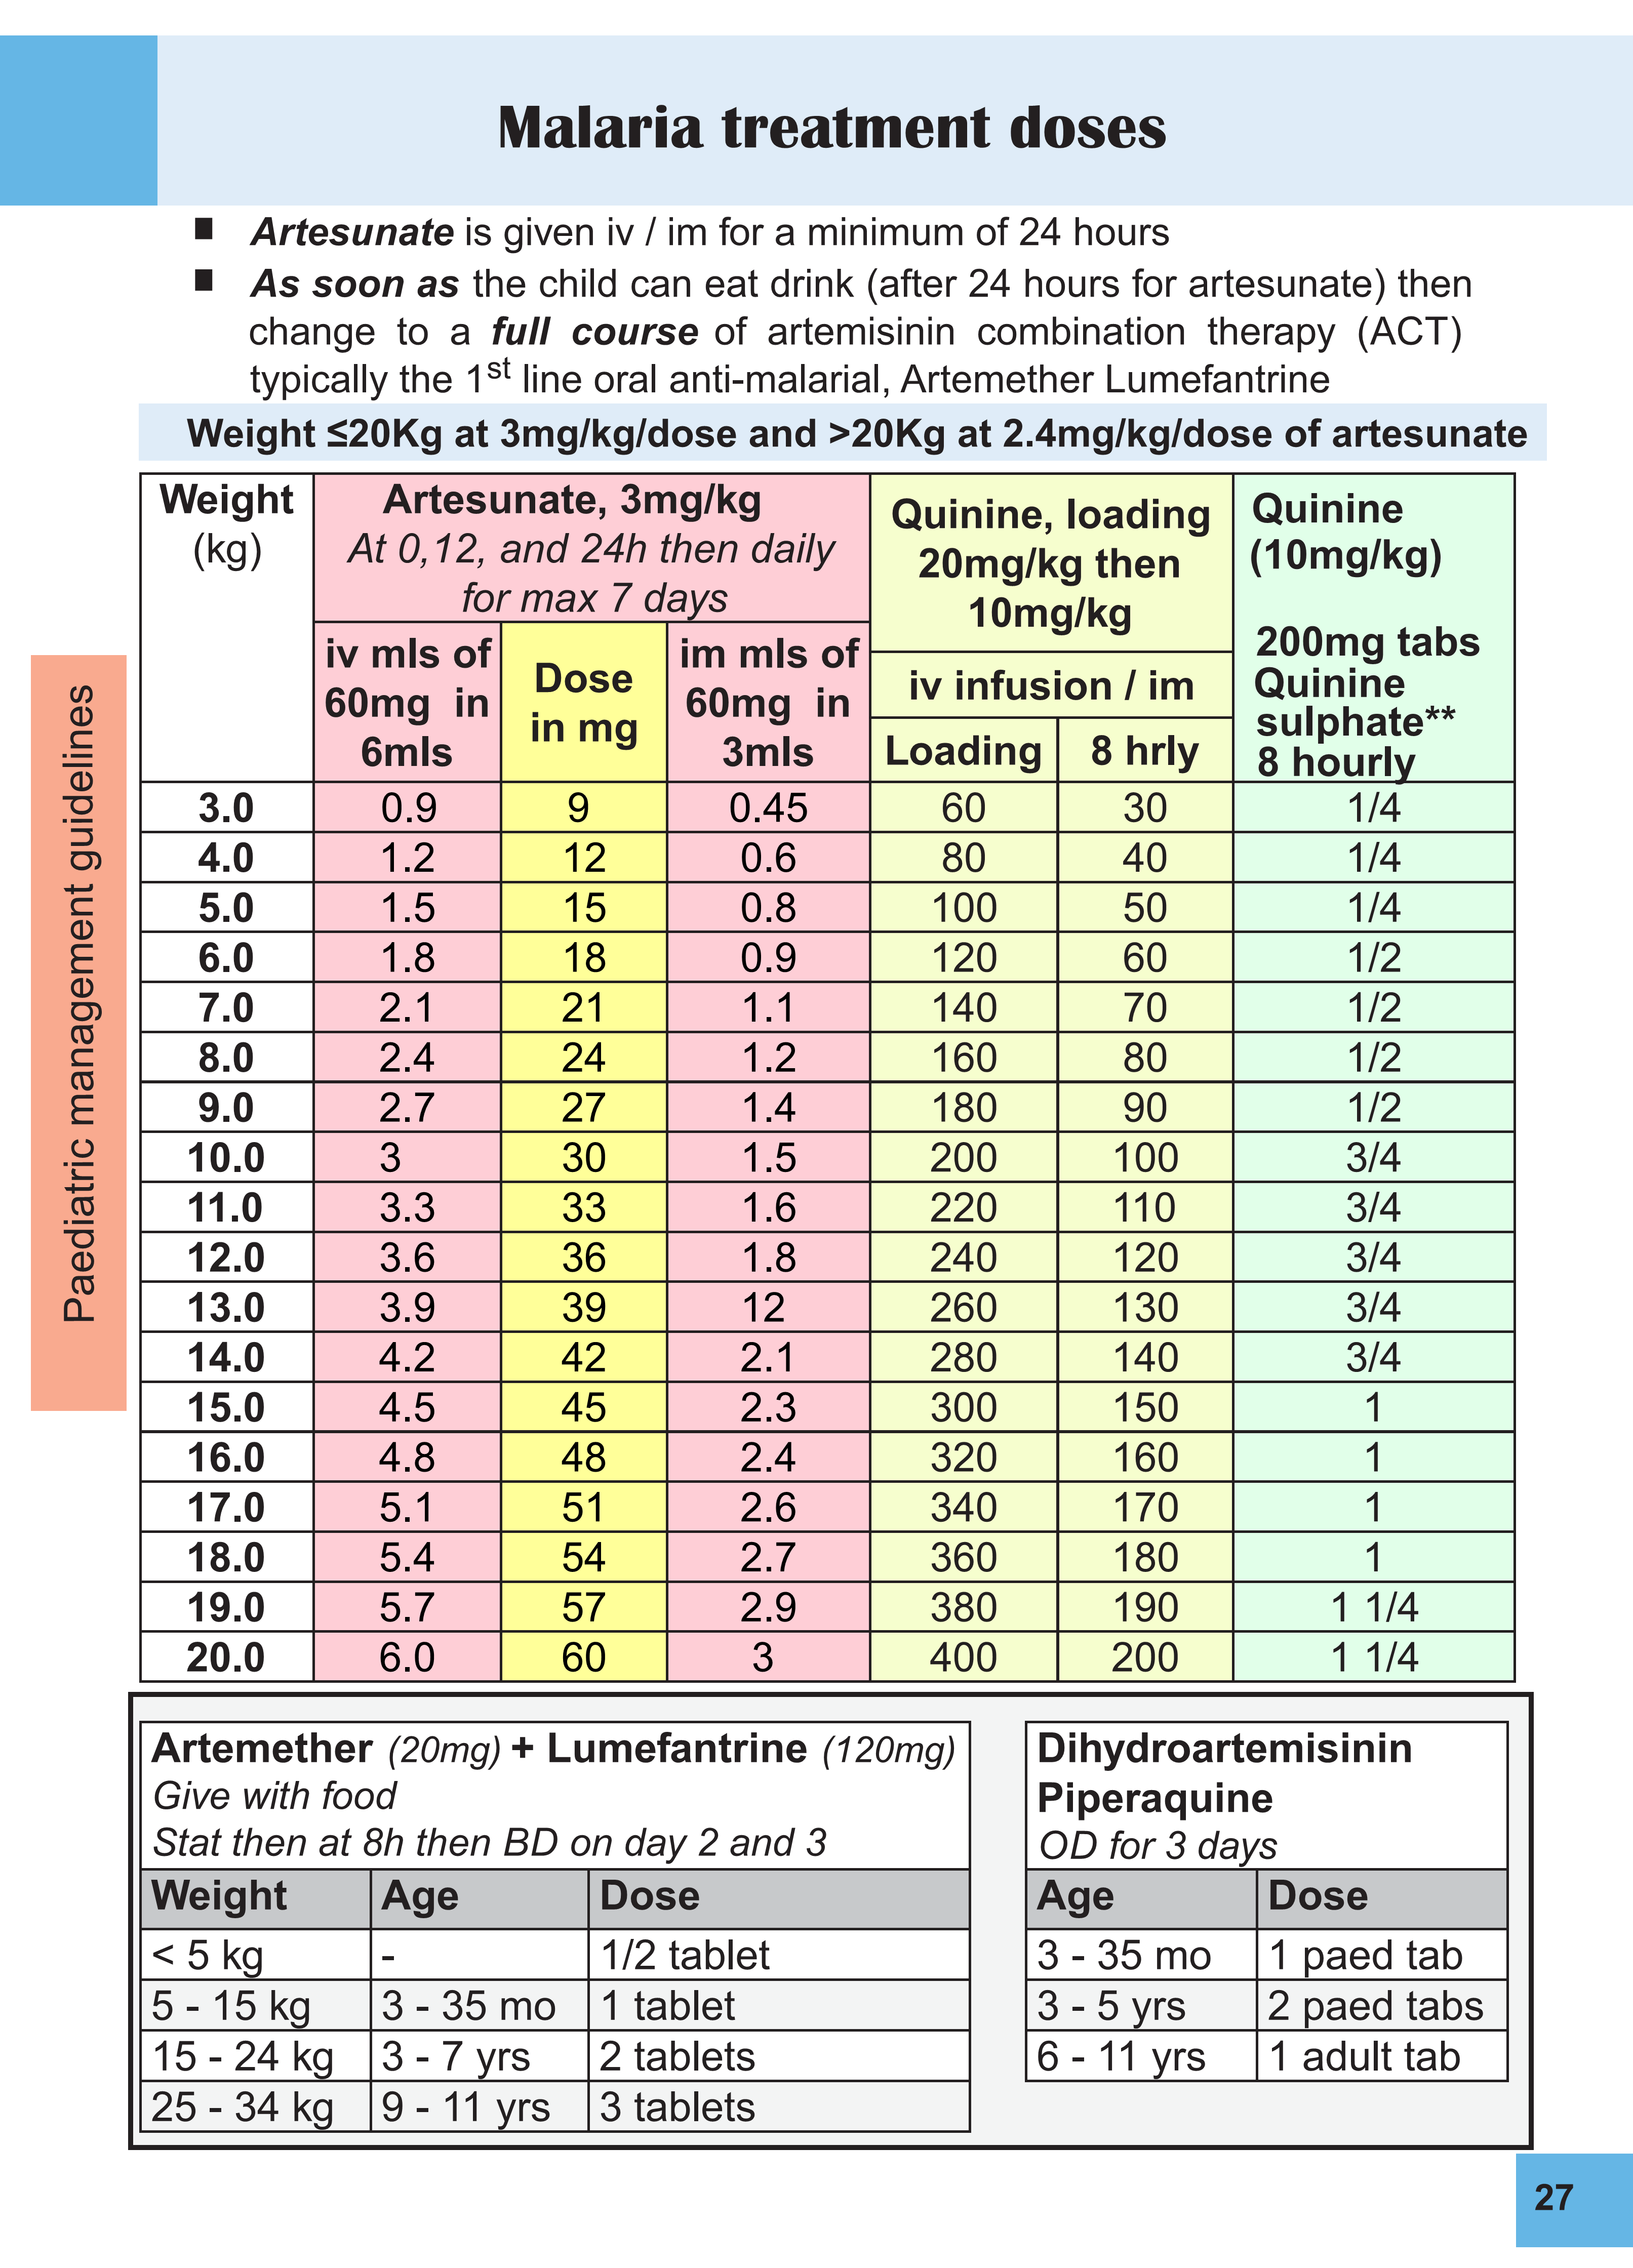 Malaria treatment doses
■ Artesunate is given iv / im for a minimum of 24 hours
■ As soon as the child can eat drink (after 24 hours for artesunate) then
change to a full course of artemisinin combination therapy (ACT)
typically the 1st line oral anti-malarial, Artemether Lumefantrine
Weight ≤20Kg at 3mg/kg/dose and >20Kg at 2.4mg/kg/dose of artesunate
Weight
(kg)
Artesunate, 3mg/kg
At 0,12, and 24h then daily
for max 7 days
iv mls of
60mg in
6mls
Dose
in mg
im mls of
60mg in
3mls
Quinine, loading
20mg/kg then
10mg/kg
iv infusion / im
Loading
8 hrly
Quinine
(10mg/kg)
200mg tabs
Quinine
sulphate**
8 hourly
3.0 0.9 9 0.45 60 30 1/4
4.0 1.2 12 0.6 80 40 1/4
5.0 1.5 15 0.8 100 50 1/4
6.0 1.8 18 0.9 120 60 1/2
7.0 2.1 21 1.1 140 70 1/2
8.0 2.4 24 1.2 160 80 1/2
9.0 2.7 27 1.4 180 90 1/2
10.0 3 30 1.5 200 100 3/4
11.0 3.3 33 1.6 220 110 3/4
12.0 3.6 36 1.8 240 120 3/4
13.0 3.9 39 12 260 130 3/4
14.0 4.2 42 2.1 280 140 3/4
15.0 4.5 45 2.3 300 150 1
16.0 4.8 48 2.4 320 160 1
17.0 5.1 51 2.6 340 170 1
18.0 5.4 54 2.7 360 180 1
19.0 5.7 57 2.9 380 190 1 1/4
20.0 6.0 60 3 400 200 1 1/4
Artemether (20mg) + Lumefantrine (120mg)
Give with food
Stat then at 8h then BD on day 2 and 3
Weight Age Dose
< 5 kg - 1/2 tablet
5 - 15 kg 3 - 35 mo 1 tablet
15 - 24 kg 3 - 7 yrs 2 tablets
25 - 34 kg 9 - 11 yrs 3 tablets
Dihydroartemisinin
Piperaquine
OD for 3 days
Age Dose
3 - 35 mo 1 paed tab
3 - 5 yrs 2 paed tabs
6 - 11 yrs 1 adult tab
Paediatric management guidelines
27